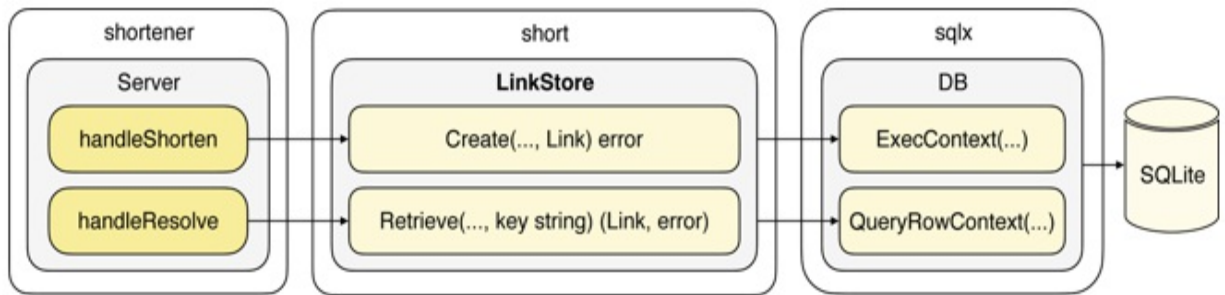 shortener
Server
handleShorten
handleResolve
short
LinkStore
Create(..., Link) error
Retrieve(..., key string) (Link, error)
sqlx
DB
ExecContext(...)
QueryRowContext(...)
SQLite